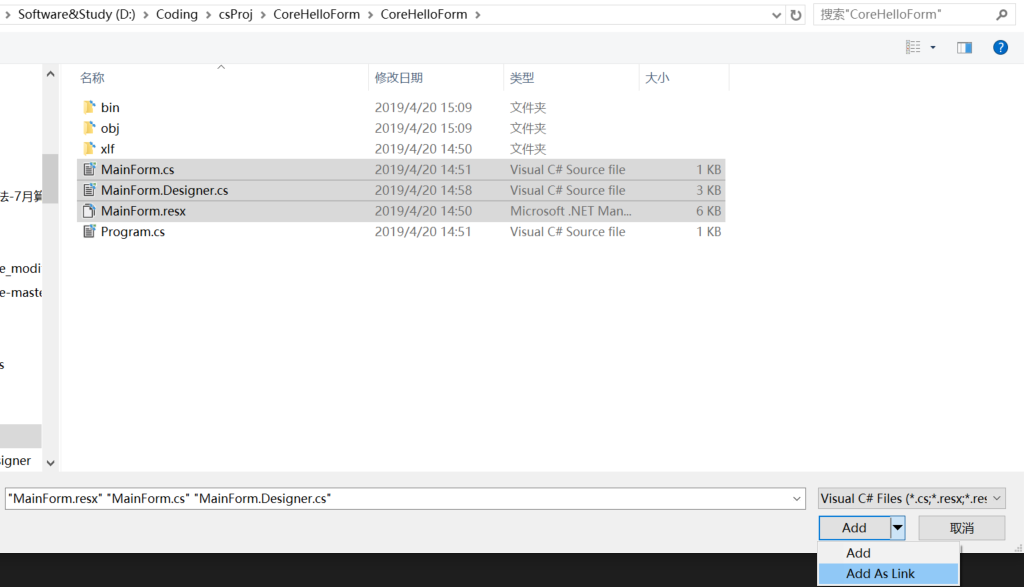 Software&Study (D:) > Coding > csProj > CoreHelloForm > CoreHelloForm >
搜索"CoreHelloForm"
名称 修改日期 类型 大小
bin 2019/4/20 15:09 文件夹
obj 2019/4/20 15:09 文件夹
xlf 2019/4/20 14:50 文件夹
MainForm.cs 2019/4/20 14:51 Visual C# Source file 1 KB
法-7月算 MainForm.Designer.cs 2019/4/20 14:58 Visual C# Source file 3 KB
MainForm.resx 2019/4/20 14:50 Microsoft .NET Man... 6 KB
Program.cs 2019/4/20 14:51 Visual C# Source file 1 KB
e_modi
e-maste
s
igner
"MainForm.resx" "MainForm.cs" "MainForm.Designer.cs"
Visual C# Files (*.cs;*.resx;*.res
Add
取消
Add
Add As Link